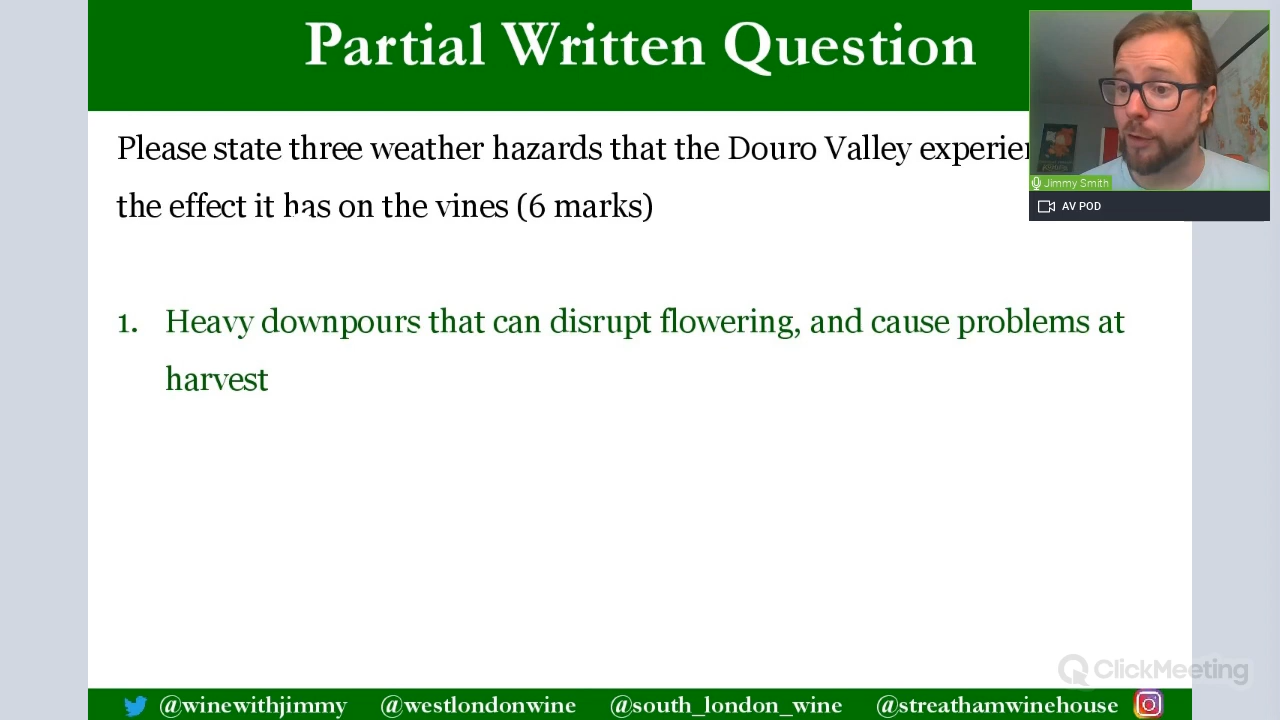 Partial Written Question
Please state three weather hazards that the Douro Valley
the effect it has on the vines (6 marks)
1. Heavy downpours that can disrupt flowering, and cause problems at
harvest
Jimmy Smith
AV POD
ClickMeeting
@winewithjimmy @westlondonwine @south_london_wine @streathamwinehouse